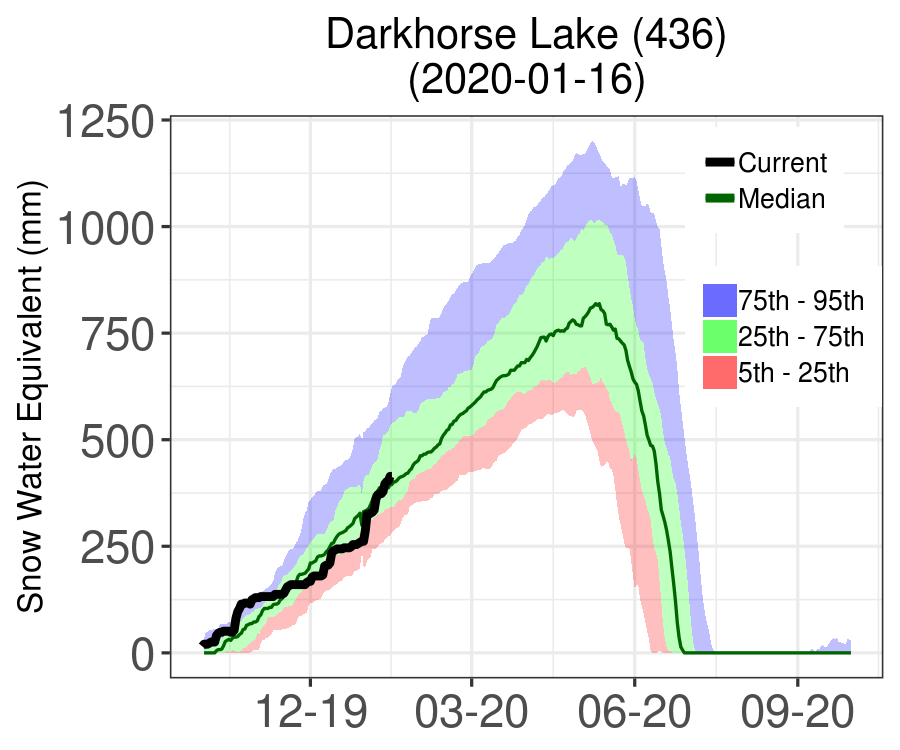 Darkhorse Lake (436)
(2020-01-16)
Snow Water Equivalent (mm)
1250
1000
750
500
250
0
Current
Median
75th - 95th
25th - 75th
5th - 25th
12-19 03-20 06-20 09-20